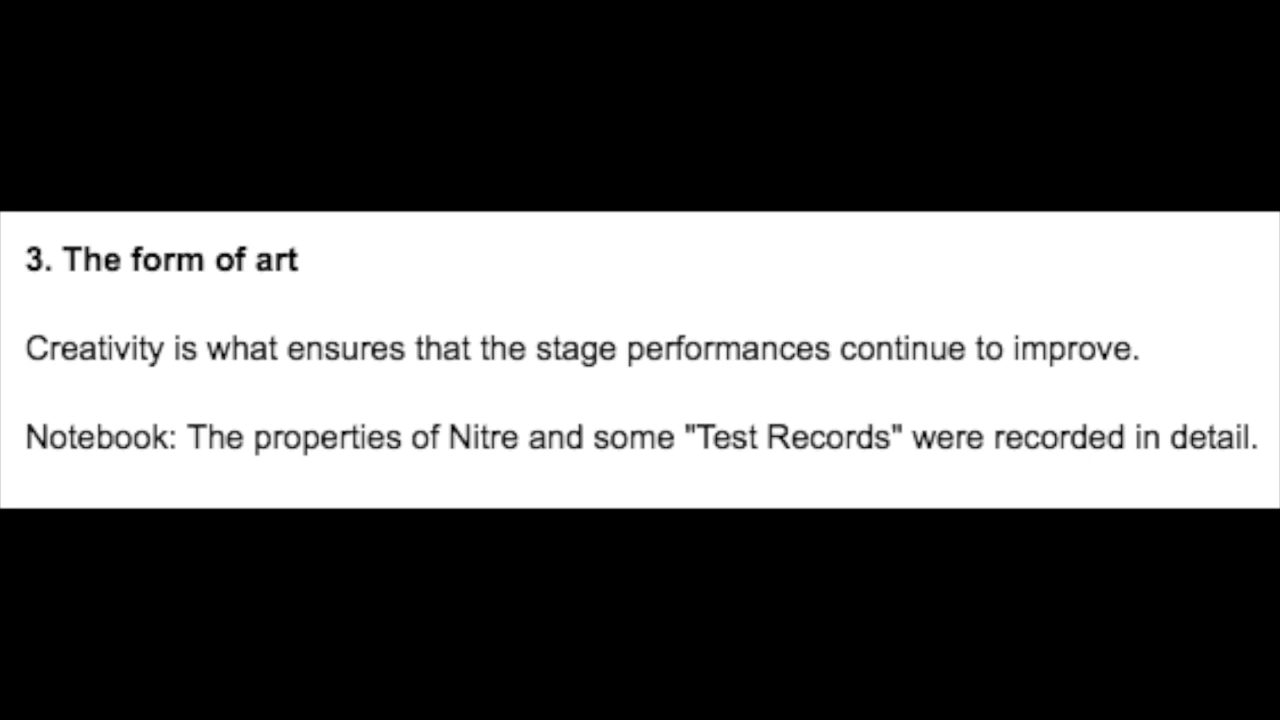 3. The form of art
Creativity is what ensures that the stage performances continue to improve.
Notebook: The properties of Nitre and some "Test Records" were recorded in detail.